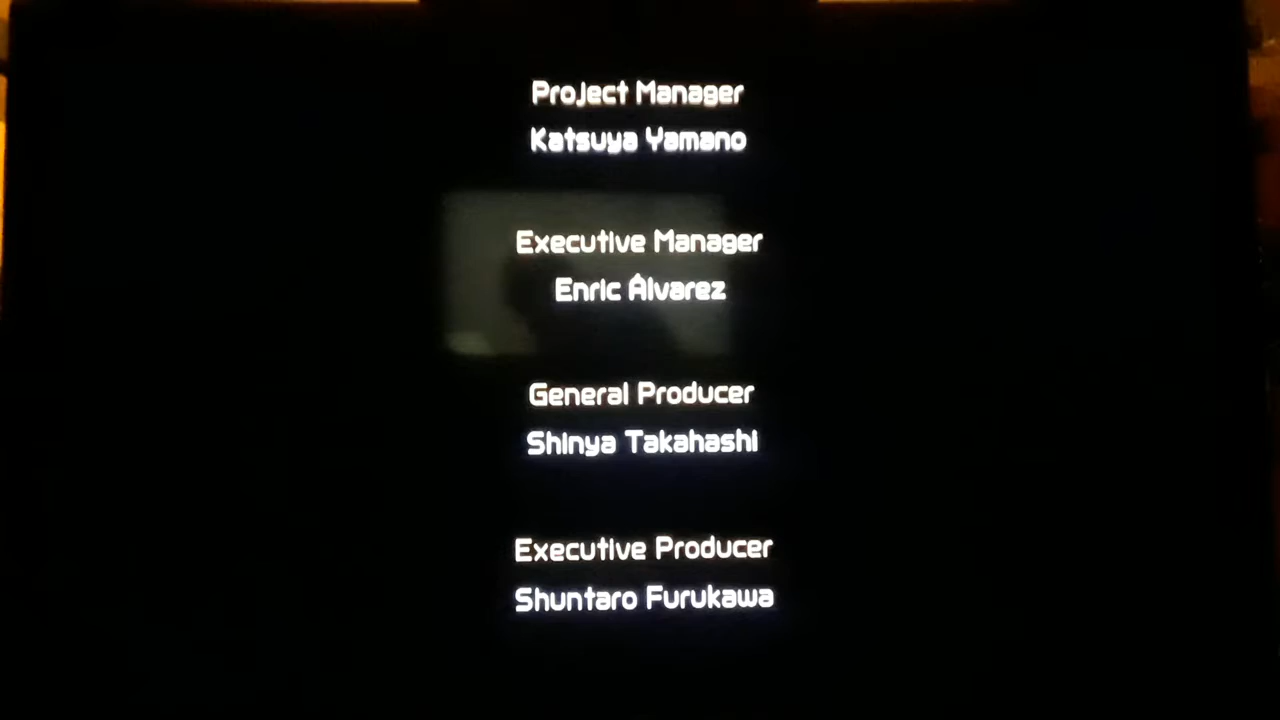 Project Manager
Katsuya Yamano
Executive Manager
Enric Álvarez
General Producer
Shinya Takahashi
Executive Producer
Shuntaro Furukawa